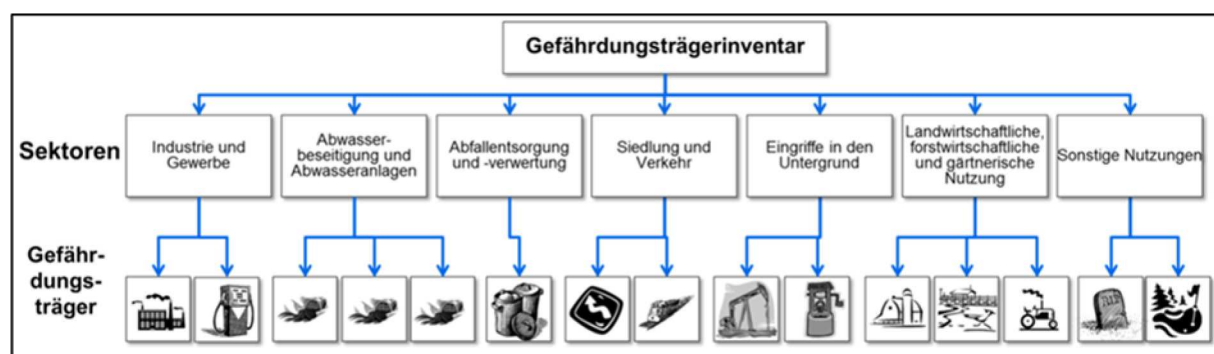 Gefährdungsträgerinventar
Sektoren
Industrie und
Gewerbe
Abwasser-
beseitigung und
Abwasseranlagen
Abfallentsorgung
und -verwertung
Siedlung und
Verkehr
Eingriffe in den
Untergrund
Landwirtschaftliche,
forstwirtschaftliche
und gärtnerische
Nutzung
Sonstige Nutzungen
Gefähr-
dungs-
träger